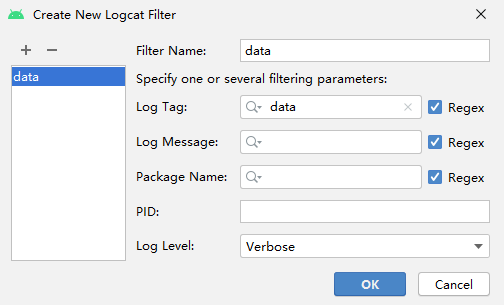 Create New Logcat Filter
data
Filter Name: data
Specify one or several filtering parameters:
Log Tag: data Regex
Log Message: Regex
Package Name: Regex
PID:
Log Level: Verbose
OK Cancel